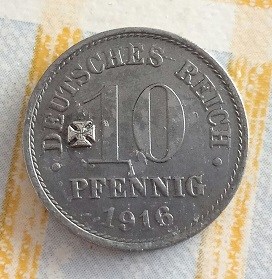 · DEUTSCHES REICH ·
10
PFENNIG
1916